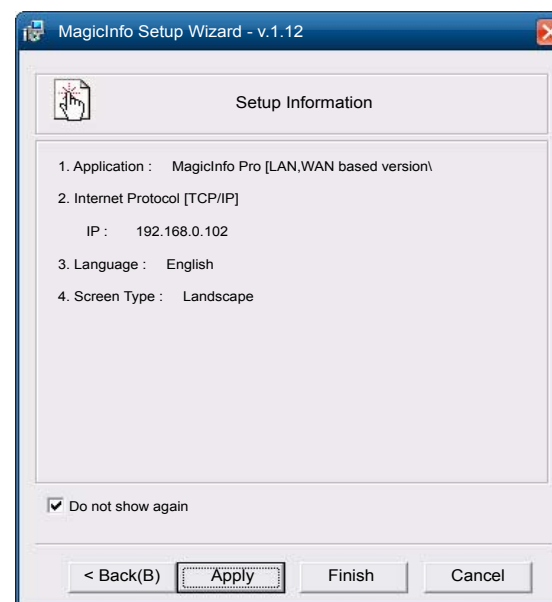 MagicInfo Setup Wizard - v.1.12
Setup Information
1. Application : MagicInfo Pro [LAN,WAN based version\
2. Internet Protocol [TCP/IP]
IP : 192.168.0.102
3. Language : English
4. Screen Type : Landscape
Do not show again
< Back(B) Apply Finish Cancel